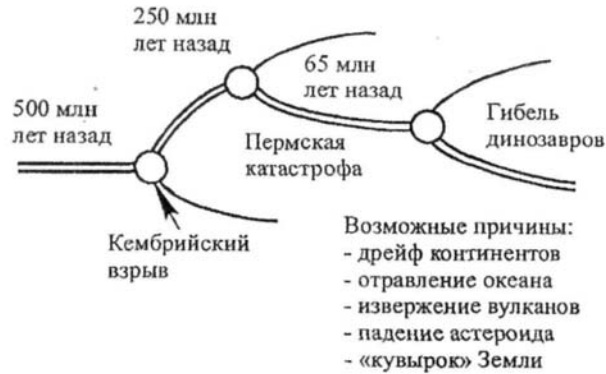 250 млн
лет назад
65 млн
лет назад
500 млн
лет назад
Гибель
динозавров
Пермская
катастрофа
Кембрийский
взрыв
Возможные причины:
- дрейф континентов
- отравление океана
- извержение вулканов
- падение астероида
- «кувырок» Земли